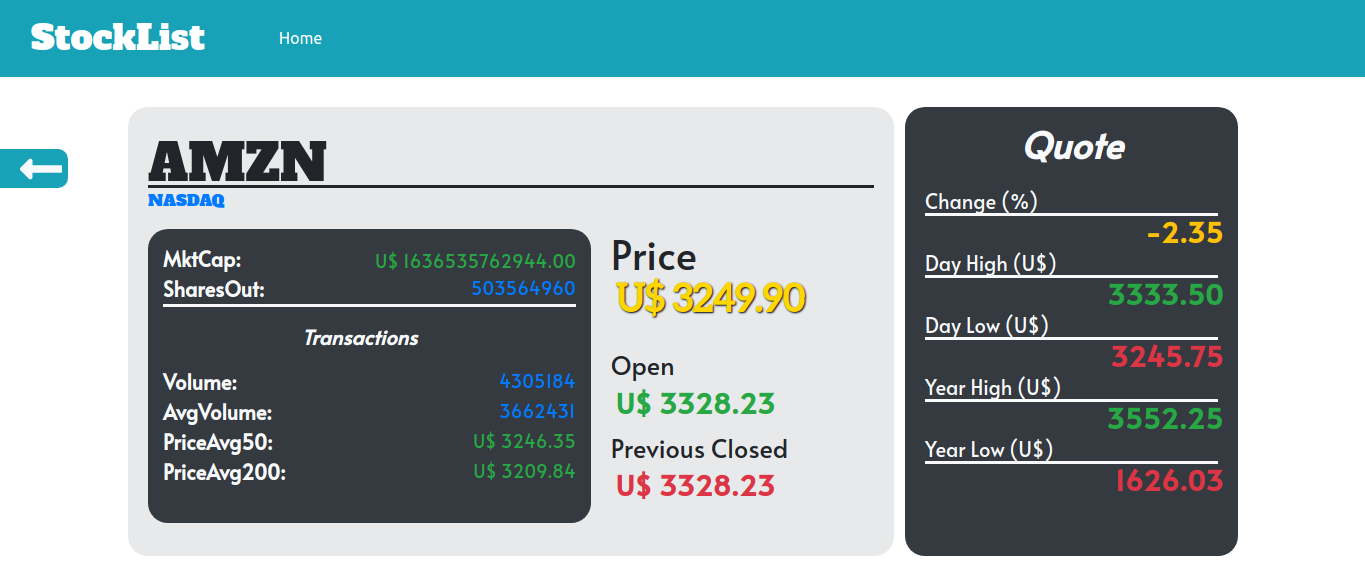 StockList Home
AMZN
NASDAQ
MktCap: U$ 1636535762944.00
SharesOut: 503564960
Transactions
Volume: 4305184
AvgVolume: 3662431
PriceAvg50: U$ 3246.35
PriceAvg200: U$ 3209.84
Price
U$ 3249.90
Open
U$ 3328.23
Previous Closed
U$ 3328.23
Quote
Change (%)
-2.35
Day High (U$)
3333.50
Day Low (U$)
3245.75
Year High (U$)
3552.25
Year Low (U$)
1626.03